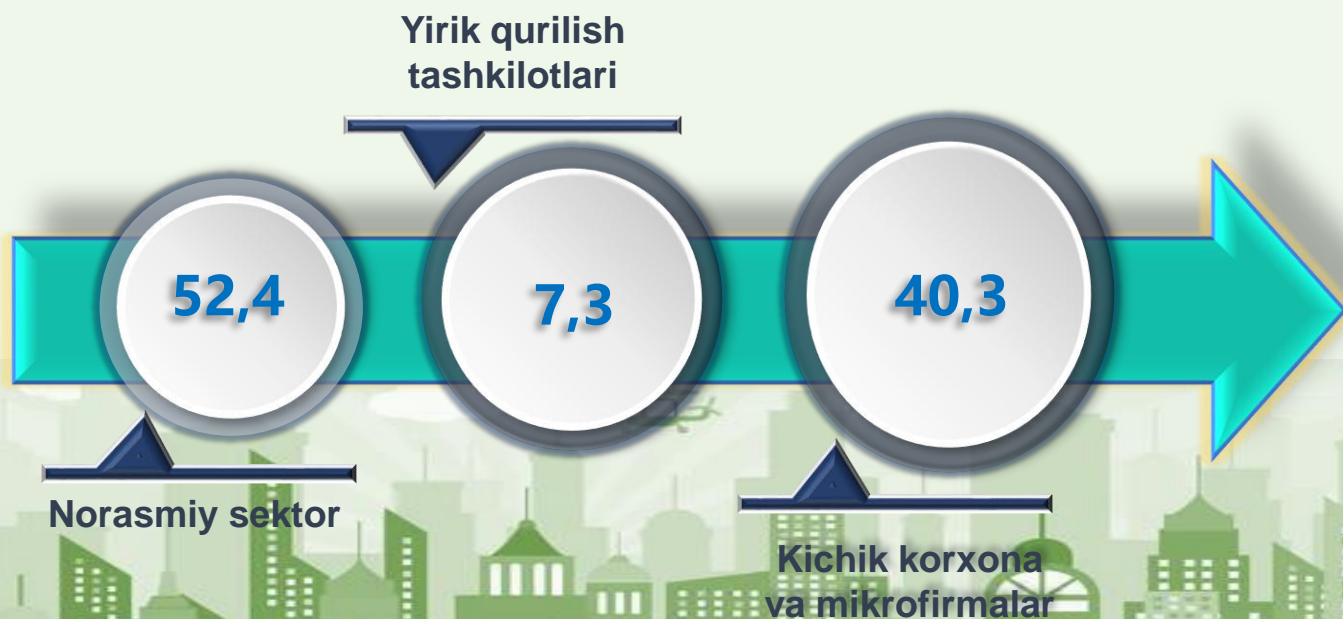 Yirik qurilish
tashkilotlari
52,4
7,3
40,3
Norasmiy sektor
Kichik korxona
va mikrofirmalar